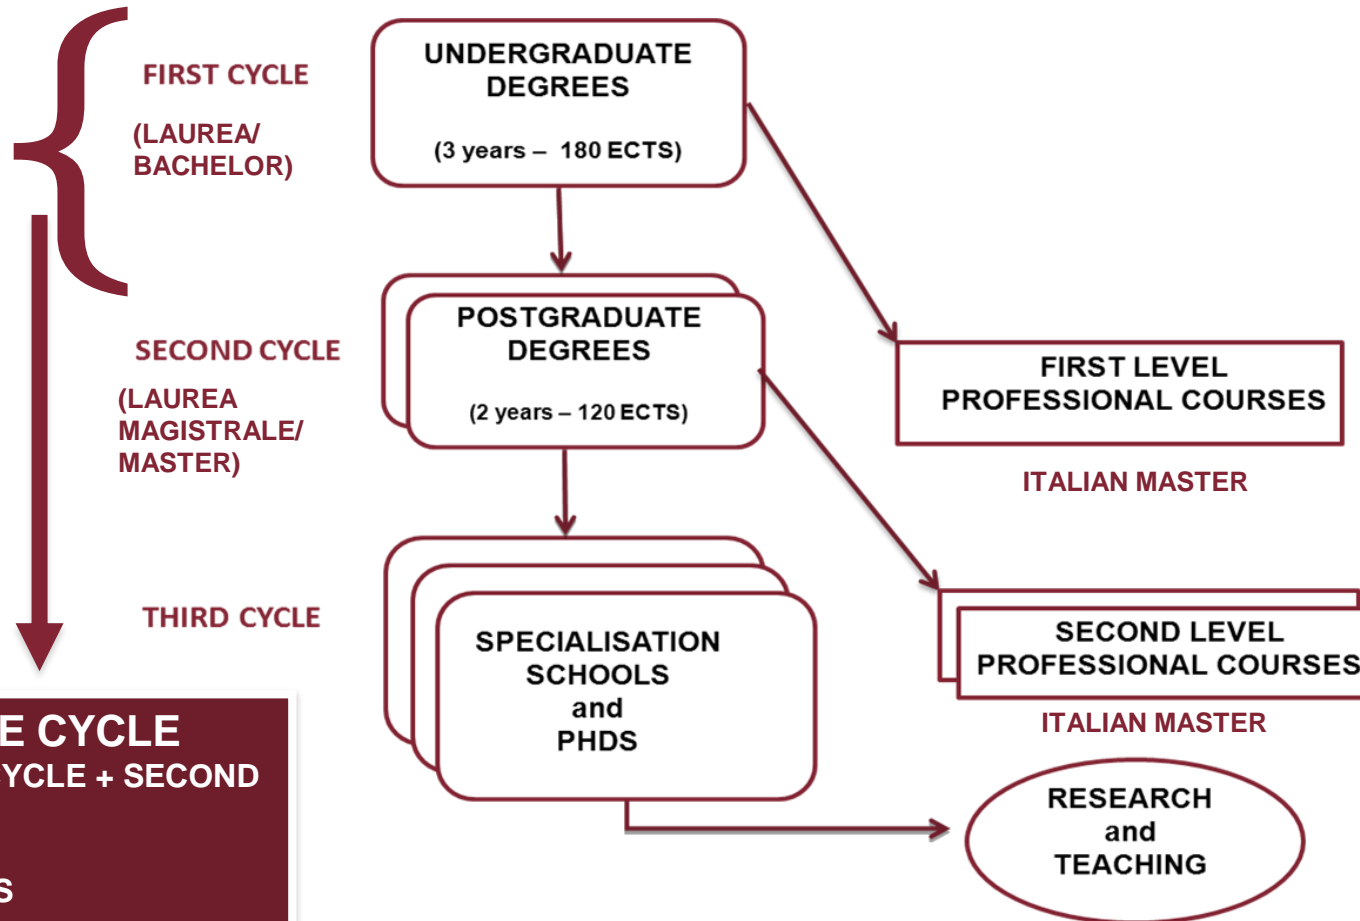 FIRST CYCLE
(LAUREA/
BACHELOR)
UNDERGRADUATE
DEGREES
(3 years – 180 ECTS)
SECOND CYCLE
(LAUREA
MAGISTRALE/
MASTER)
POSTGRADUATE
DEGREES
(2 years – 120 ECTS)
FIRST LEVEL
PROFESSIONAL COURSES
ITALIAN MASTER
THIRD CYCLE
SPECIALISATION
SCHOOLS
and
PHDS
SECOND LEVEL
PROFESSIONAL COURSES
ITALIAN MASTER
RESEARCH
and
TEACHING
E CYCLE
YCLE + SECOND
S